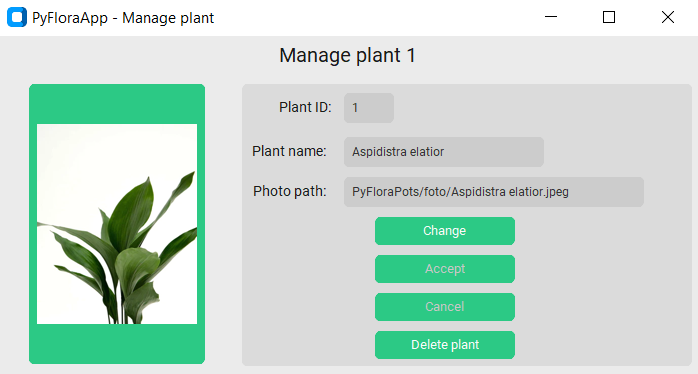 PyFloraApp - Manage plant
Manage plant 1
Plant ID: 1
Plant name: Aspidistra elatior
Photo path: PyFloraPots/foto/Aspidistra elatior.jpeg
Change
Accept
Cancel
Delete plant